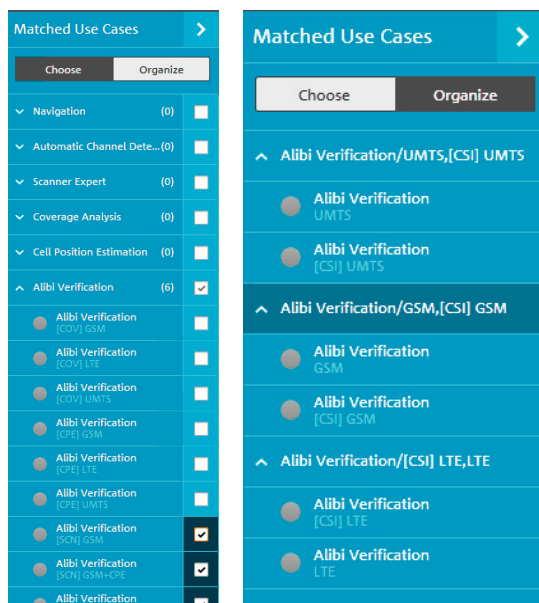 Matched Use Cases
Choose
Organize
Navigation (0)
Automatic Channel Dete...(0)
Scanner Expert (0)
Coverage Analysis (0)
Cell Position Estimation (0)
Alibi Verification (6)
Alibi Verification
[COV] GSM
Alibi Verification
[COV] LTE
Alibi Verification
[COV] UMTS
Alibi Verification
[CPE] GSM
Alibi Verification
[CPE] LTE
Alibi Verification
[CPE] UMTS
Alibi Verification
[SCN] GSM
Alibi Verification
[SCN] GSM+CPE
Alibi Verification
Matched Use Cases
Choose
Organize
Alibi Verification/UMTS,[CSI] UMTS
Alibi Verification
UMTS
Alibi Verification
[CSI] UMTS
Alibi Verification/GSM,[CSI] GSM
Alibi Verification
GSM
Alibi Verification
[CSI] GSM
Alibi Verification/[CSI] LTE,LTE
Alibi Verification
[CSI] LTE
Alibi Verification
LTE